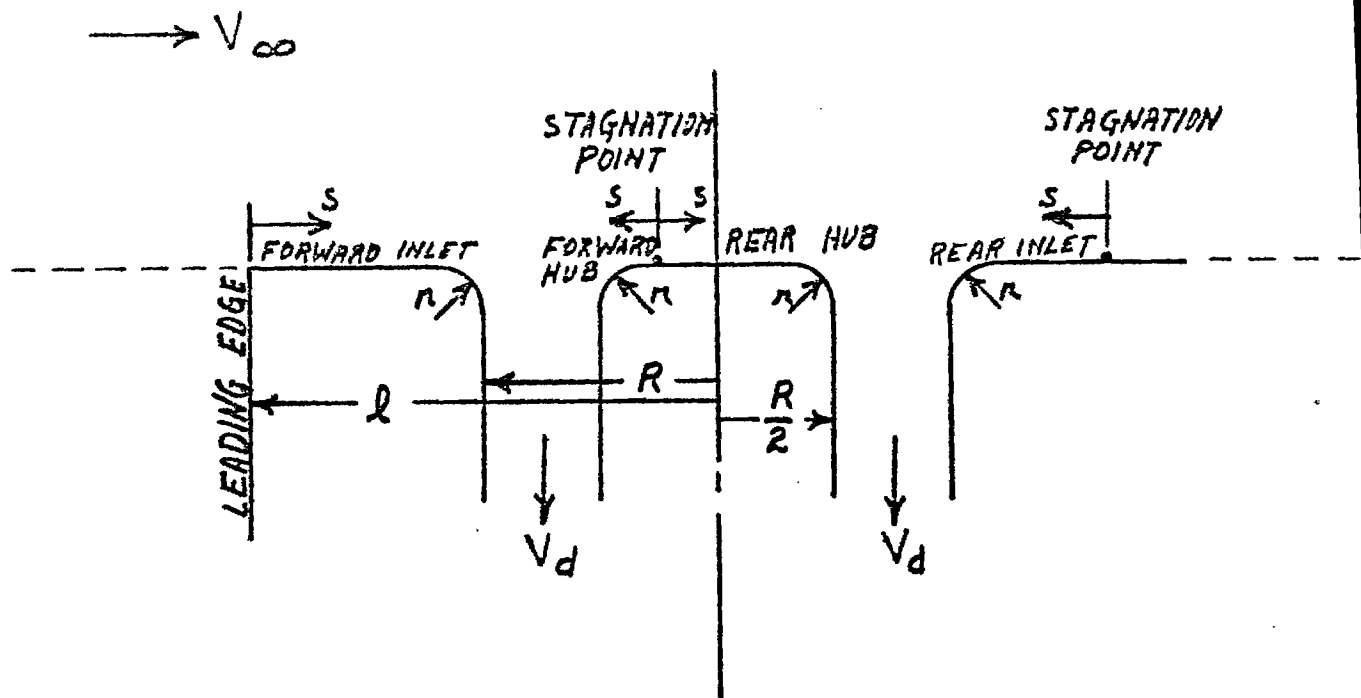 V∞
STAGNATION
POINT
STAGNATION
POINT
S
S
S
S
FORWARD INLET
FORWARD
HUB
REAR HUB
REAR INLET
r
r
r
r
LEADING EDGE
R
l
R
2
Vd
Vd